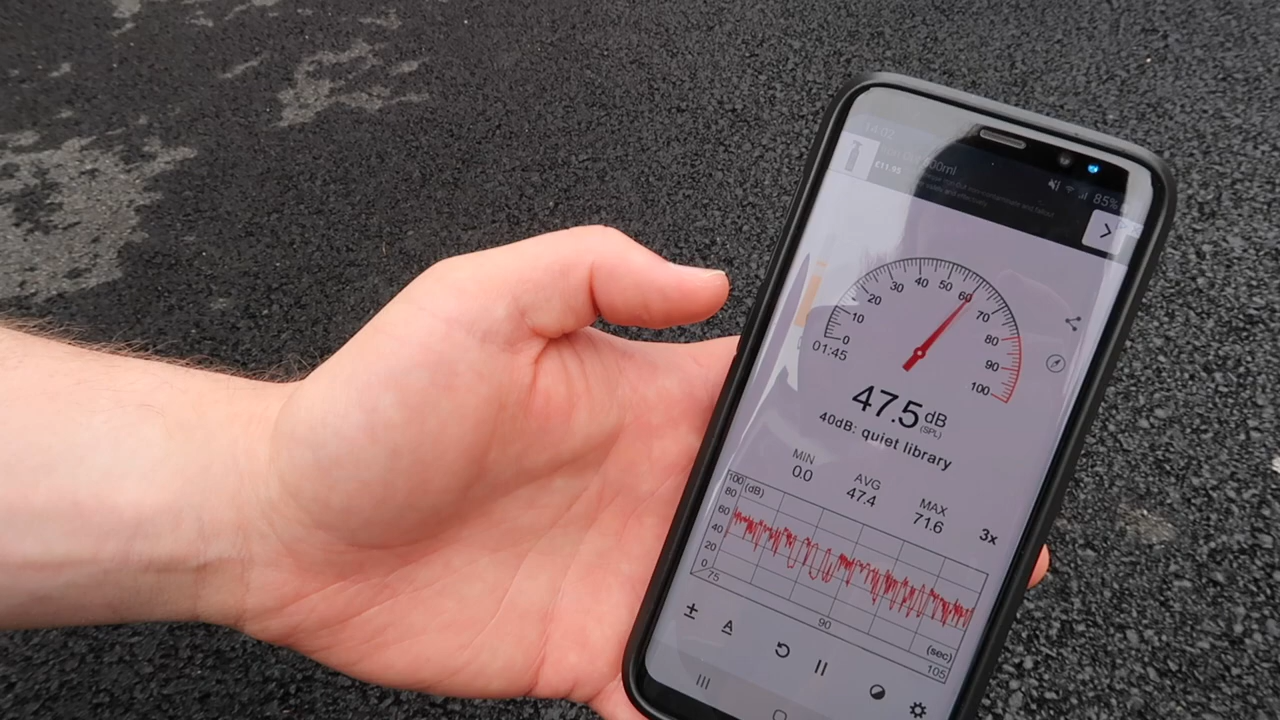 14:02
85%
£11.95
0
10
20
30
40
50
60
70
80
90
100
01:45
47.5 dB
(SPL)
40dB: quiet library
MIN
0.0
AVG
47.4
MAX
71.6
3x
100 (dB)
80
60
40
20
0
75
90
105
(sec)
A